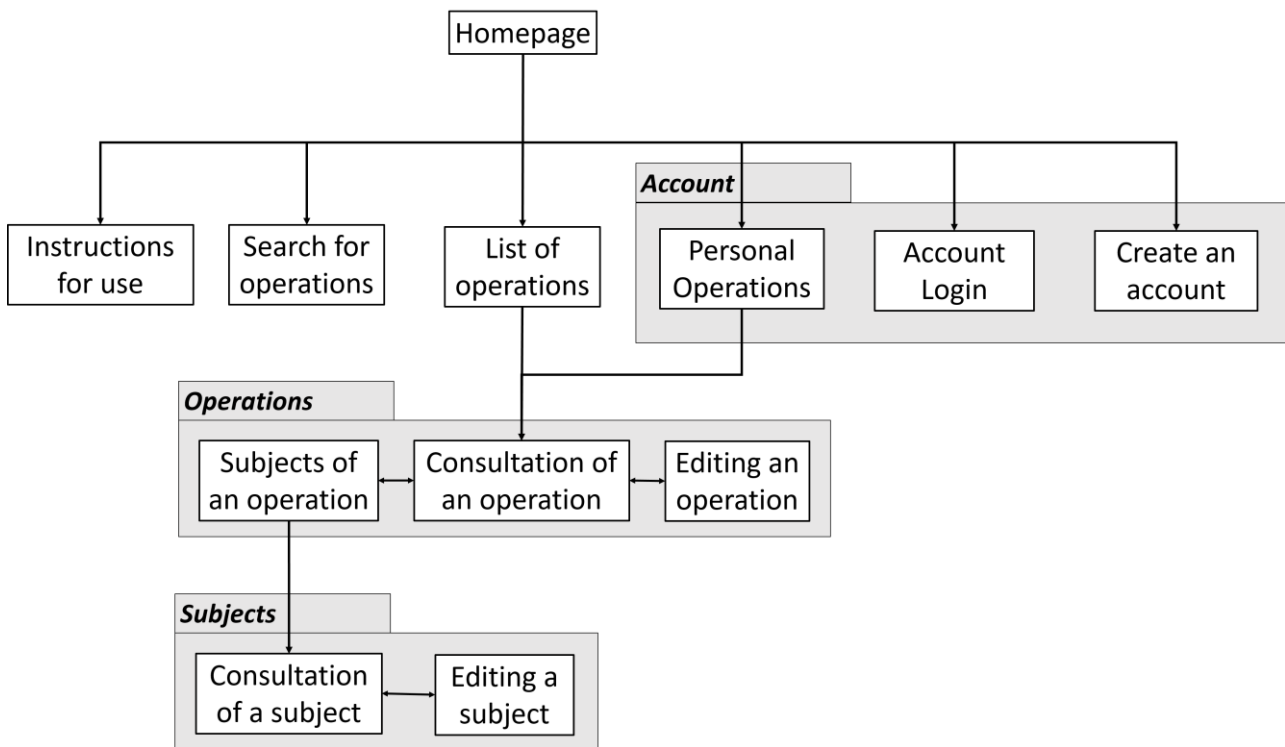 Homepage
Account
Instructions
for use
Search for
operations
List of
operations
Personal
Operations
Account
Login
Create an
account
Operations
Subjects of
an operation
Consultation of
an operation
Editing an
operation
Subjects
Consultation
of a subject
Editing a
subject